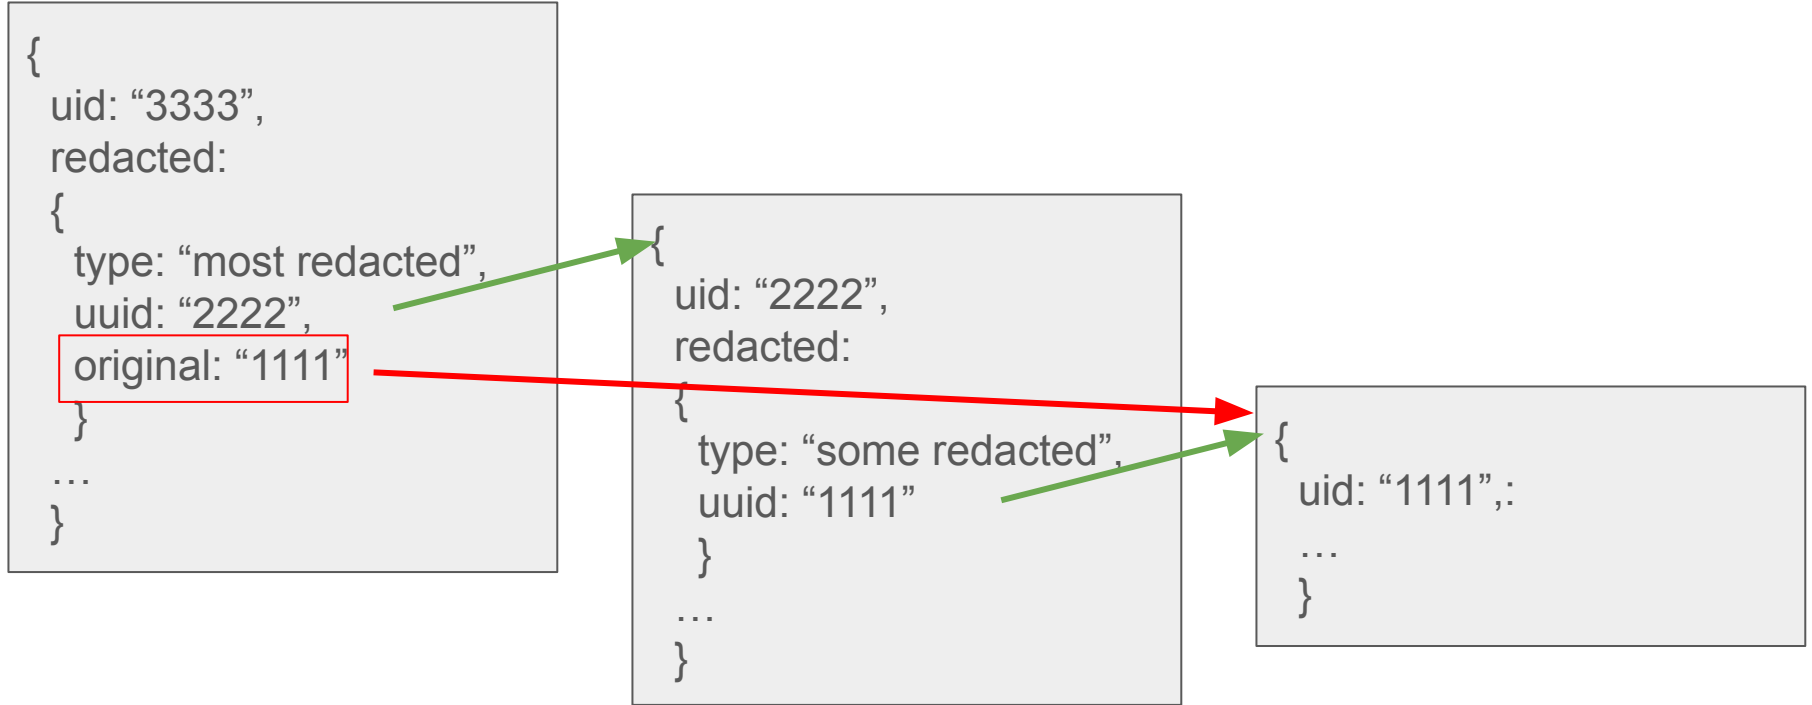 {
uid: “3333”,
redacted:
{
type: “most redacted”,
uuid: “2222”,
original: “1111”
}
…
}
{
uid: “2222”,
redacted:
{
type: “some redacted”,
uuid: “1111”
}
…
}
{
uid: “1111”,:
…
}